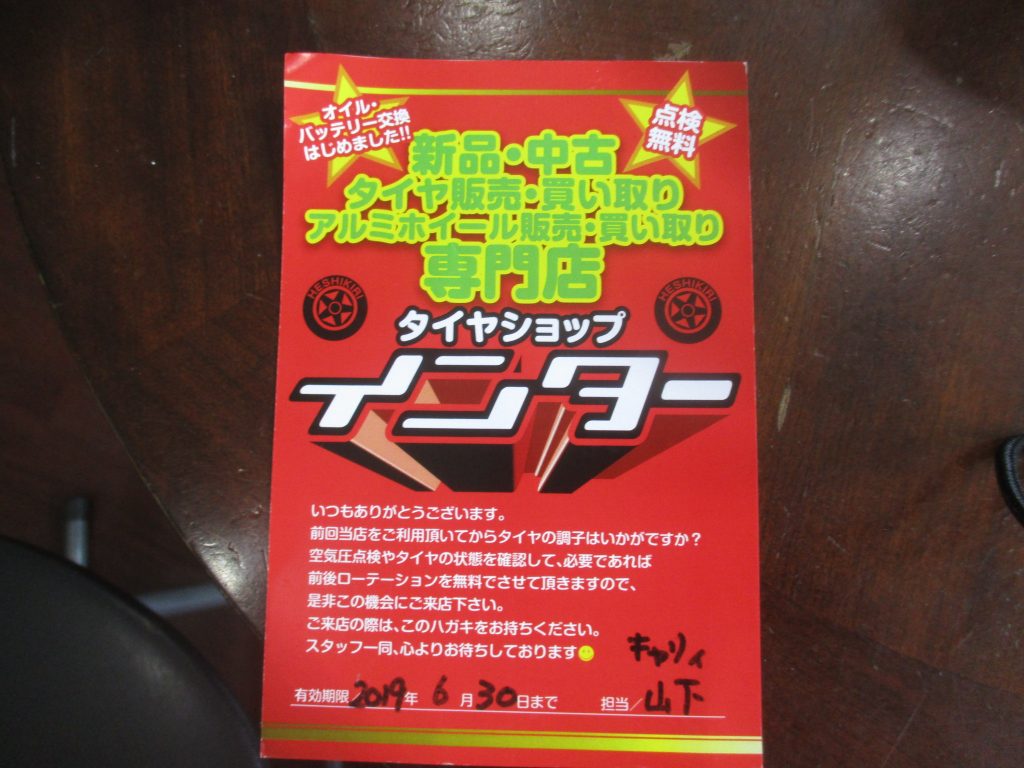 オイル・
バッテリー交換
はじめました!!
点検
無料
新品・中古
タイヤ販売・買い取り
アルミホイール販売・買い取り
専門店
HESHIKIRI
HESHIKIRI
タイヤショップ
インター
いつもありがとうございます。
前回当店をご利用頂いてからタイヤの調子はいかがですか?
空気圧点検やタイヤの状態を確認して、必要であれば
前後ローテーションを無料でさせて頂きますので、
是非この機会にご来店下さい。
ご来店の際は、このハガキをお持ちください。
スタッフ一同、心よりお待ちしております
キャリィ
有効期限/2019年6月30日まで 担当/山下